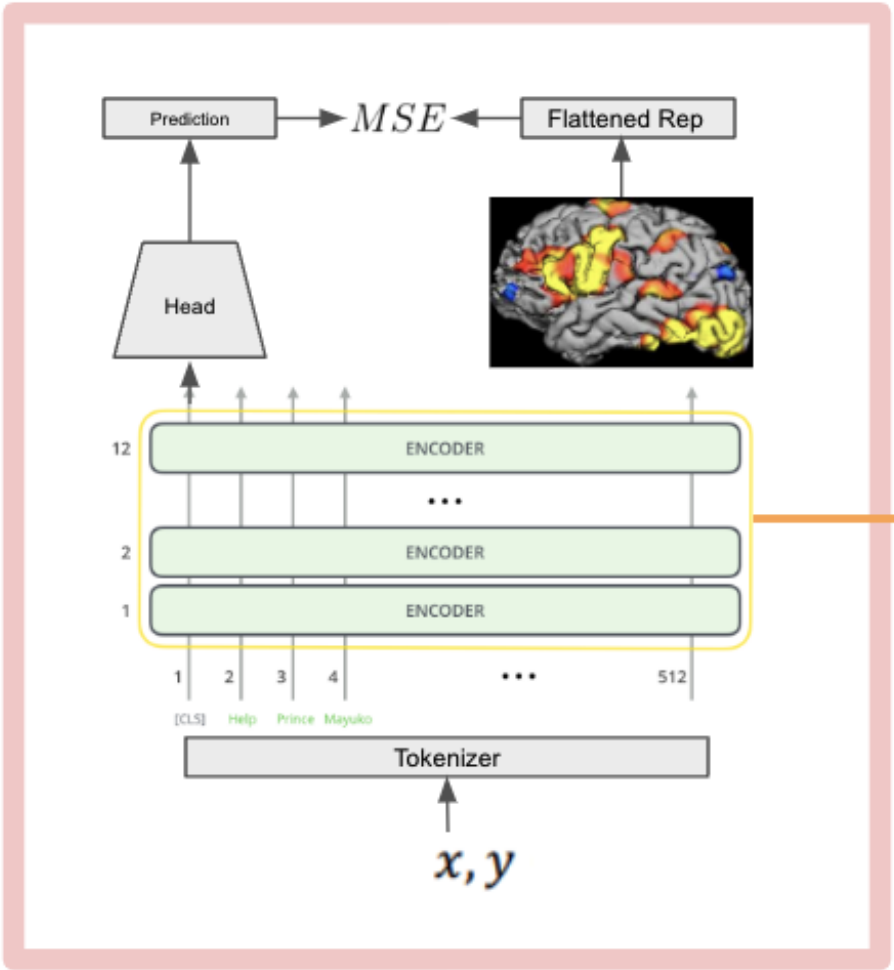 Prediction
MSE
Flattened Rep
Head
12
ENCODER
...
2
ENCODER
1
ENCODER
1
2
3
4
...
512
[CLS]
Help
Prince
Mayuko
Tokenizer
x, y